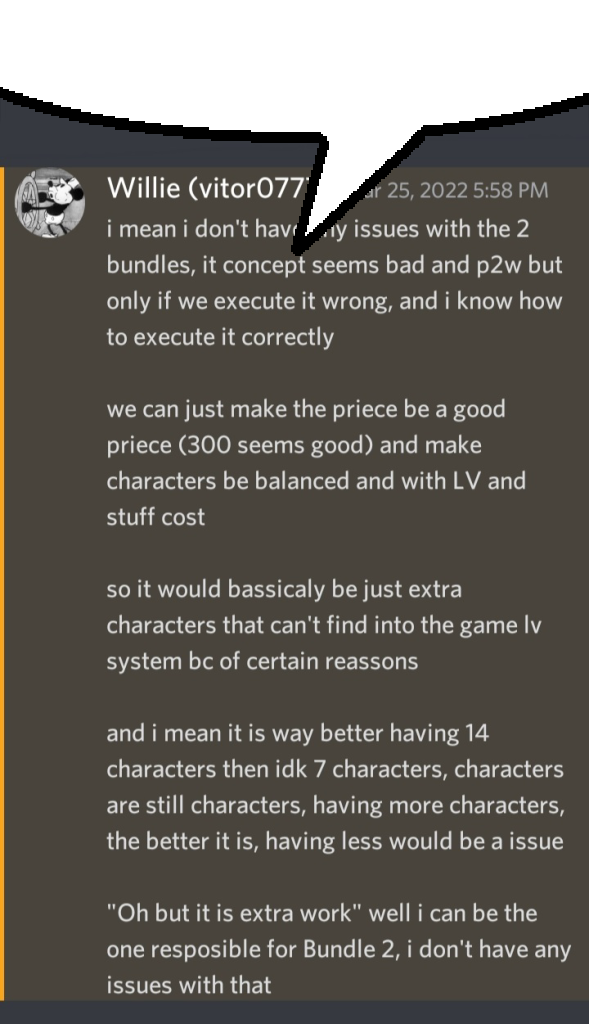 Willie (vitor077 25, 2022 5:58 PM
i mean i don't have any issues with the 2
bundles, it concept seems bad and p2w but
only if we execute it wrong, and i know how
to execute it correctly
we can just make the priece be a good
priece (300 seems good) and make
characters be balanced and with LV and
stuff cost
so it would bassicaly be just extra
characters that can't find into the game lv
system bc of certain reassons
and i mean it is way better having 14
characters then idk 7 characters, characters
are still characters, having more characters,
the better it is, having less would be a issue
"Oh but it is extra work" well i can be the
one resposible for Bundle 2, i don't have any
issues with that